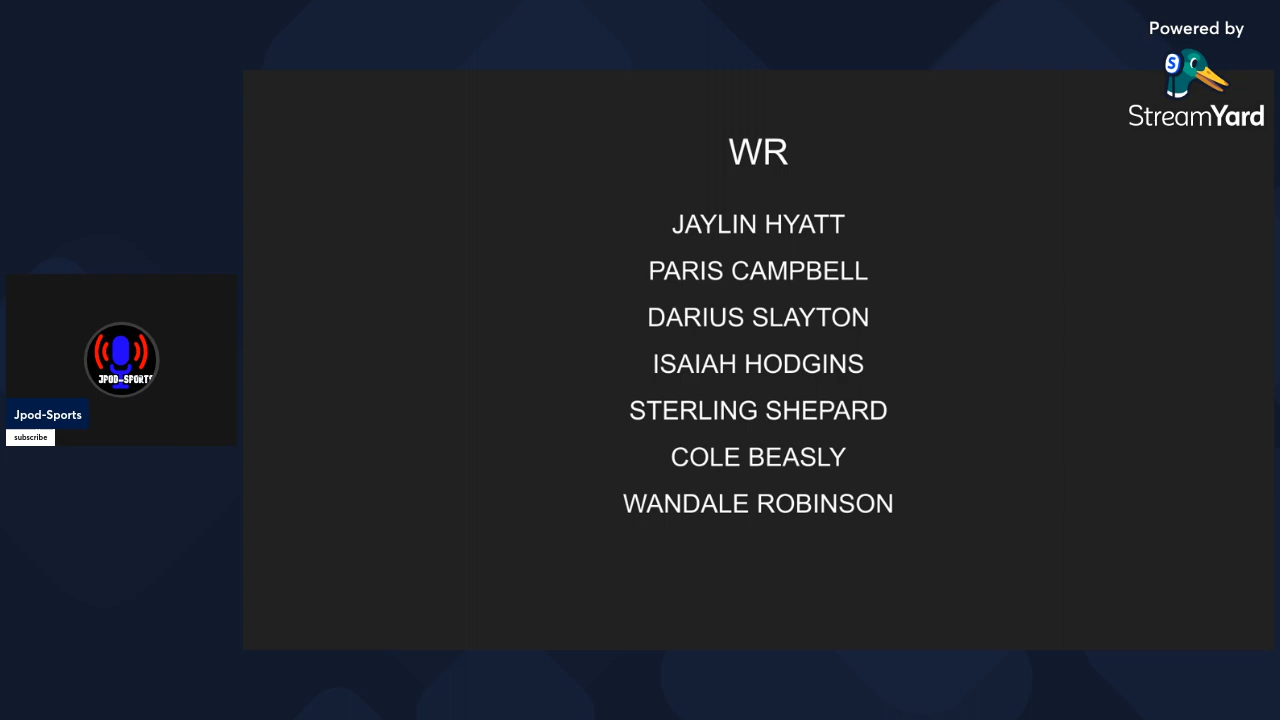 Powered by
StreamYard
WR
JAYLIN HYATT
PARIS CAMPBELL
DARIUS SLAYTON
ISAIAH HODGINS
STERLING SHEPARD
COLE BEASLY
WANDALE ROBINSON
JPOD-SPORTS
Jpod-Sports
subscribe